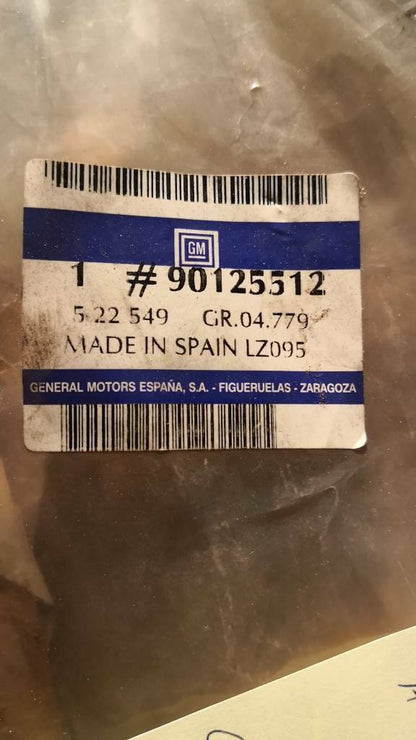 GM
1 #90125512
5 22 549 GR.04.779
MADE IN SPAIN LZ095
GENERAL MOTORS ESPAÑA, S.A. - FIGUERUELAS - ZARAGOZA